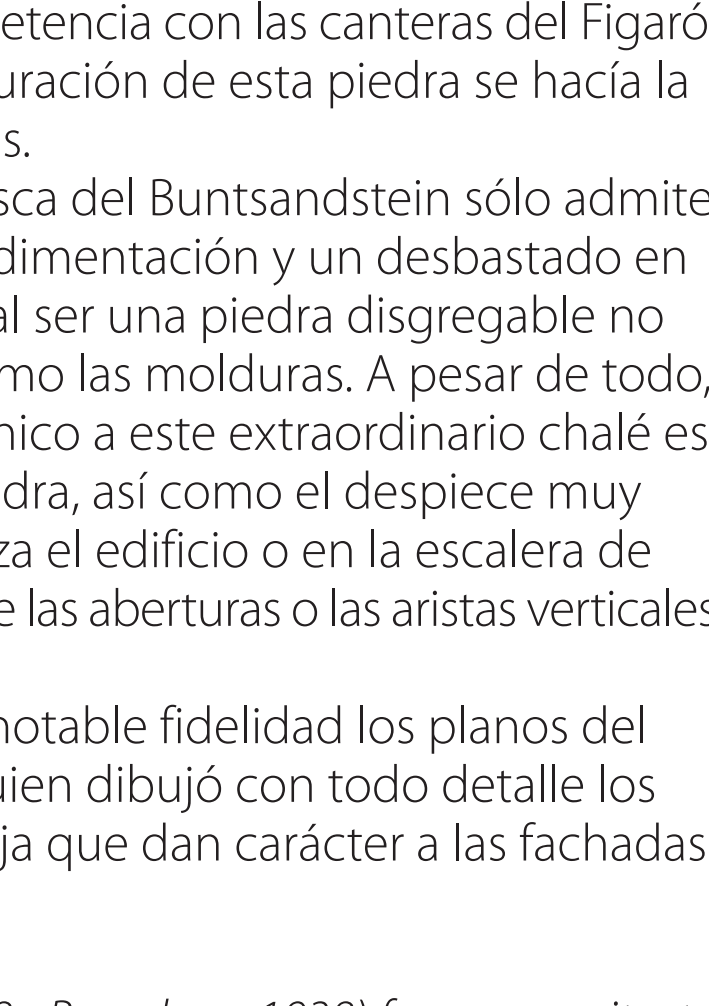 etencia con las canteras del Figaró
uración de esta piedra se hacía la
s.
sca del Buntsandstein sólo admite
dimentación y un desbastado en
al ser una piedra disgregable no
mo las molduras. A pesar de todo,
nico a este extraordinario chalé es
dra, así como el despiece muy
za el edificio o en la escalera de
e las aberturas o las aristas verticales
notable fidelidad los planos del
uien dibujó con todo detalle los
ja que dan carácter a las fachadas